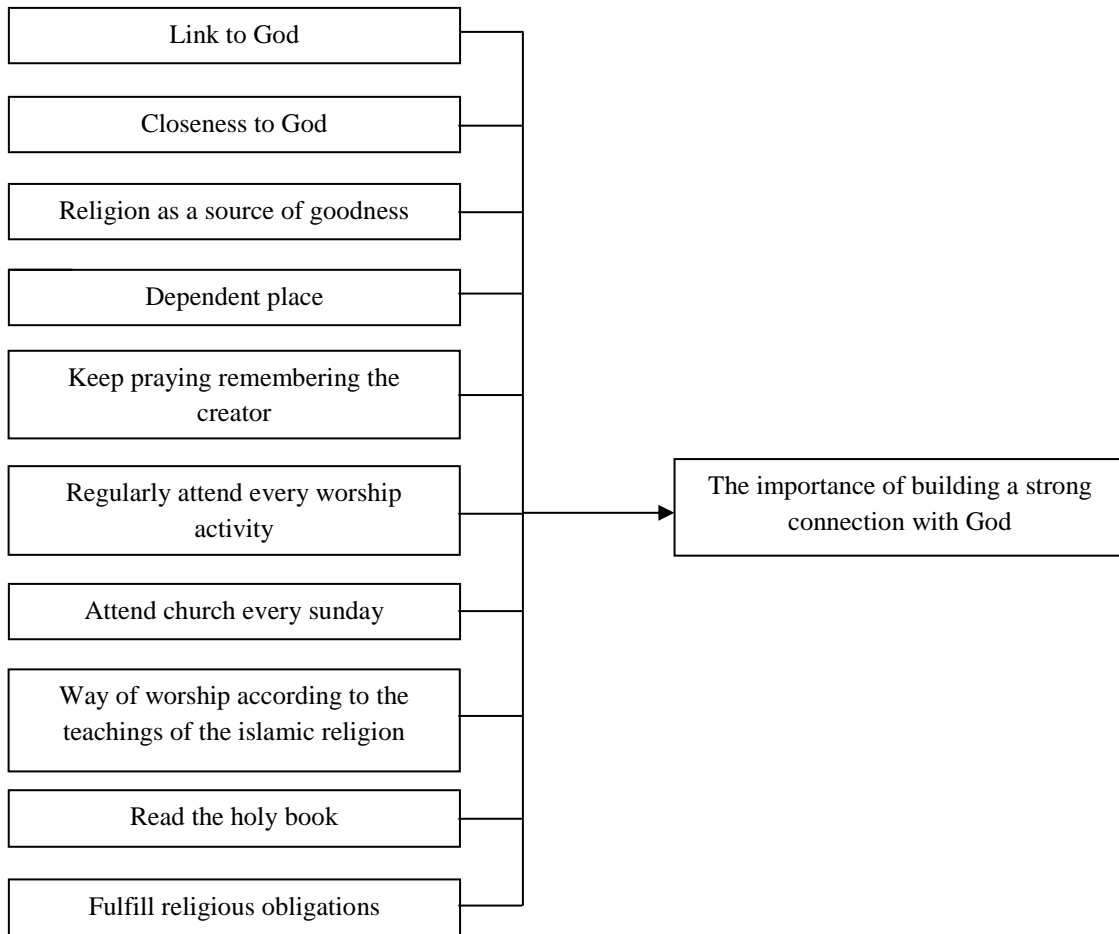 Link to God
Closeness to God
Religion as a source of goodness
Dependent place
Keep praying remembering the
creator
Regularly attend every worship
activity
Attend church every sunday
Way of worship according to the
teachings of the islamic religion
Read the holy book
Fulfill religious obligations
The importance of building a strong
connection with God